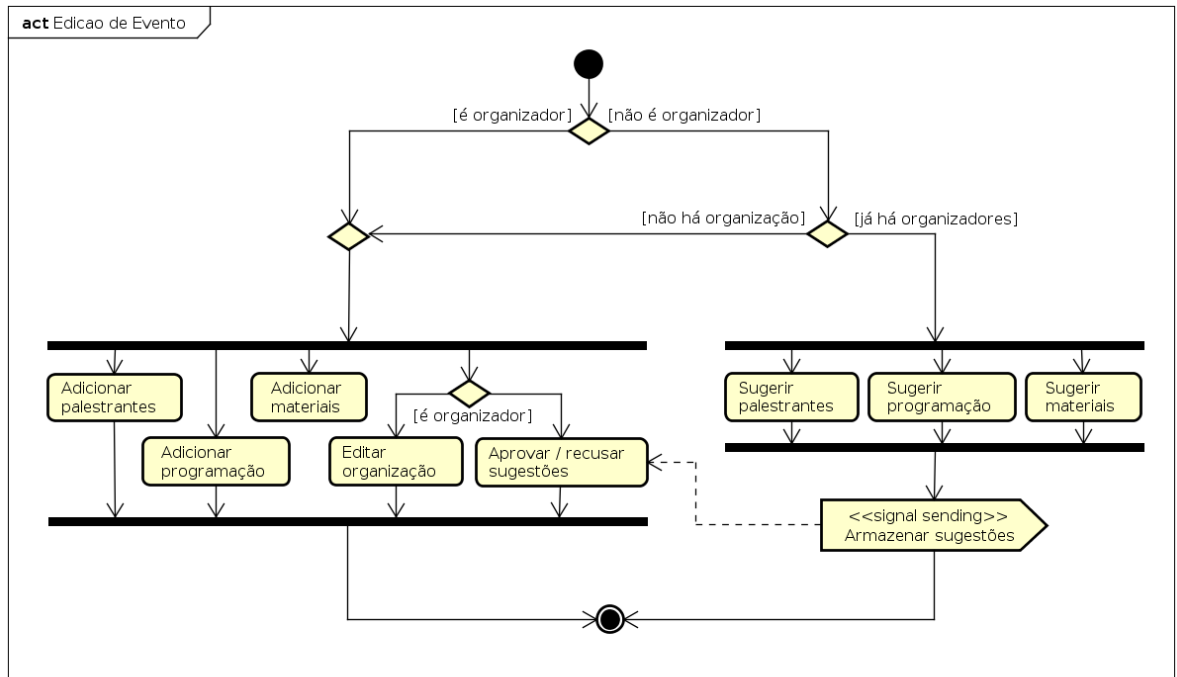 act Edicao de Evento
[é organizador]
[não é organizador]
[não há organização]
[já há organizadores]
Adicionar
palestrantes
Adicionar
materiais
[é organizador]
Adicionar
programação
Editar
organização
Aprovar / recusar
sugestões
Sugerir
palestrantes
Sugerir
programação
Sugerir
materiais
<<signal sending>>
Armazenar sugestões